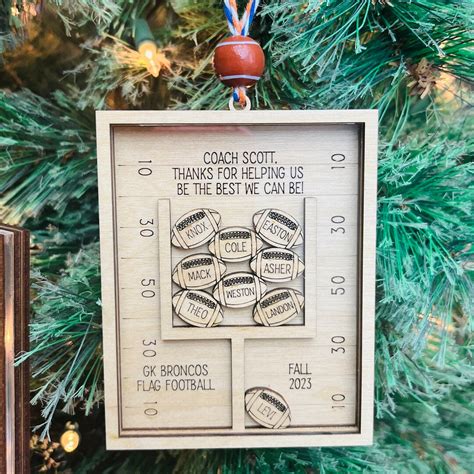 COACH SCOTT,
THANKS FOR HELPING US
BE THE BEST WE CAN BE!
10
10
30
30
KNOX
EASTON
COLE
MACK
ASHER
50
50
WESTON
THEO
LANDON
30
30
GK BRONCOS
FLAG FOOTBALL
FALL
2023
10
10
LEVI